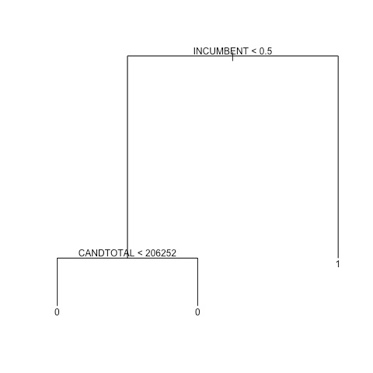 INCUMBENT < 0.5
CANDTOTAL < 206252
1
0 0